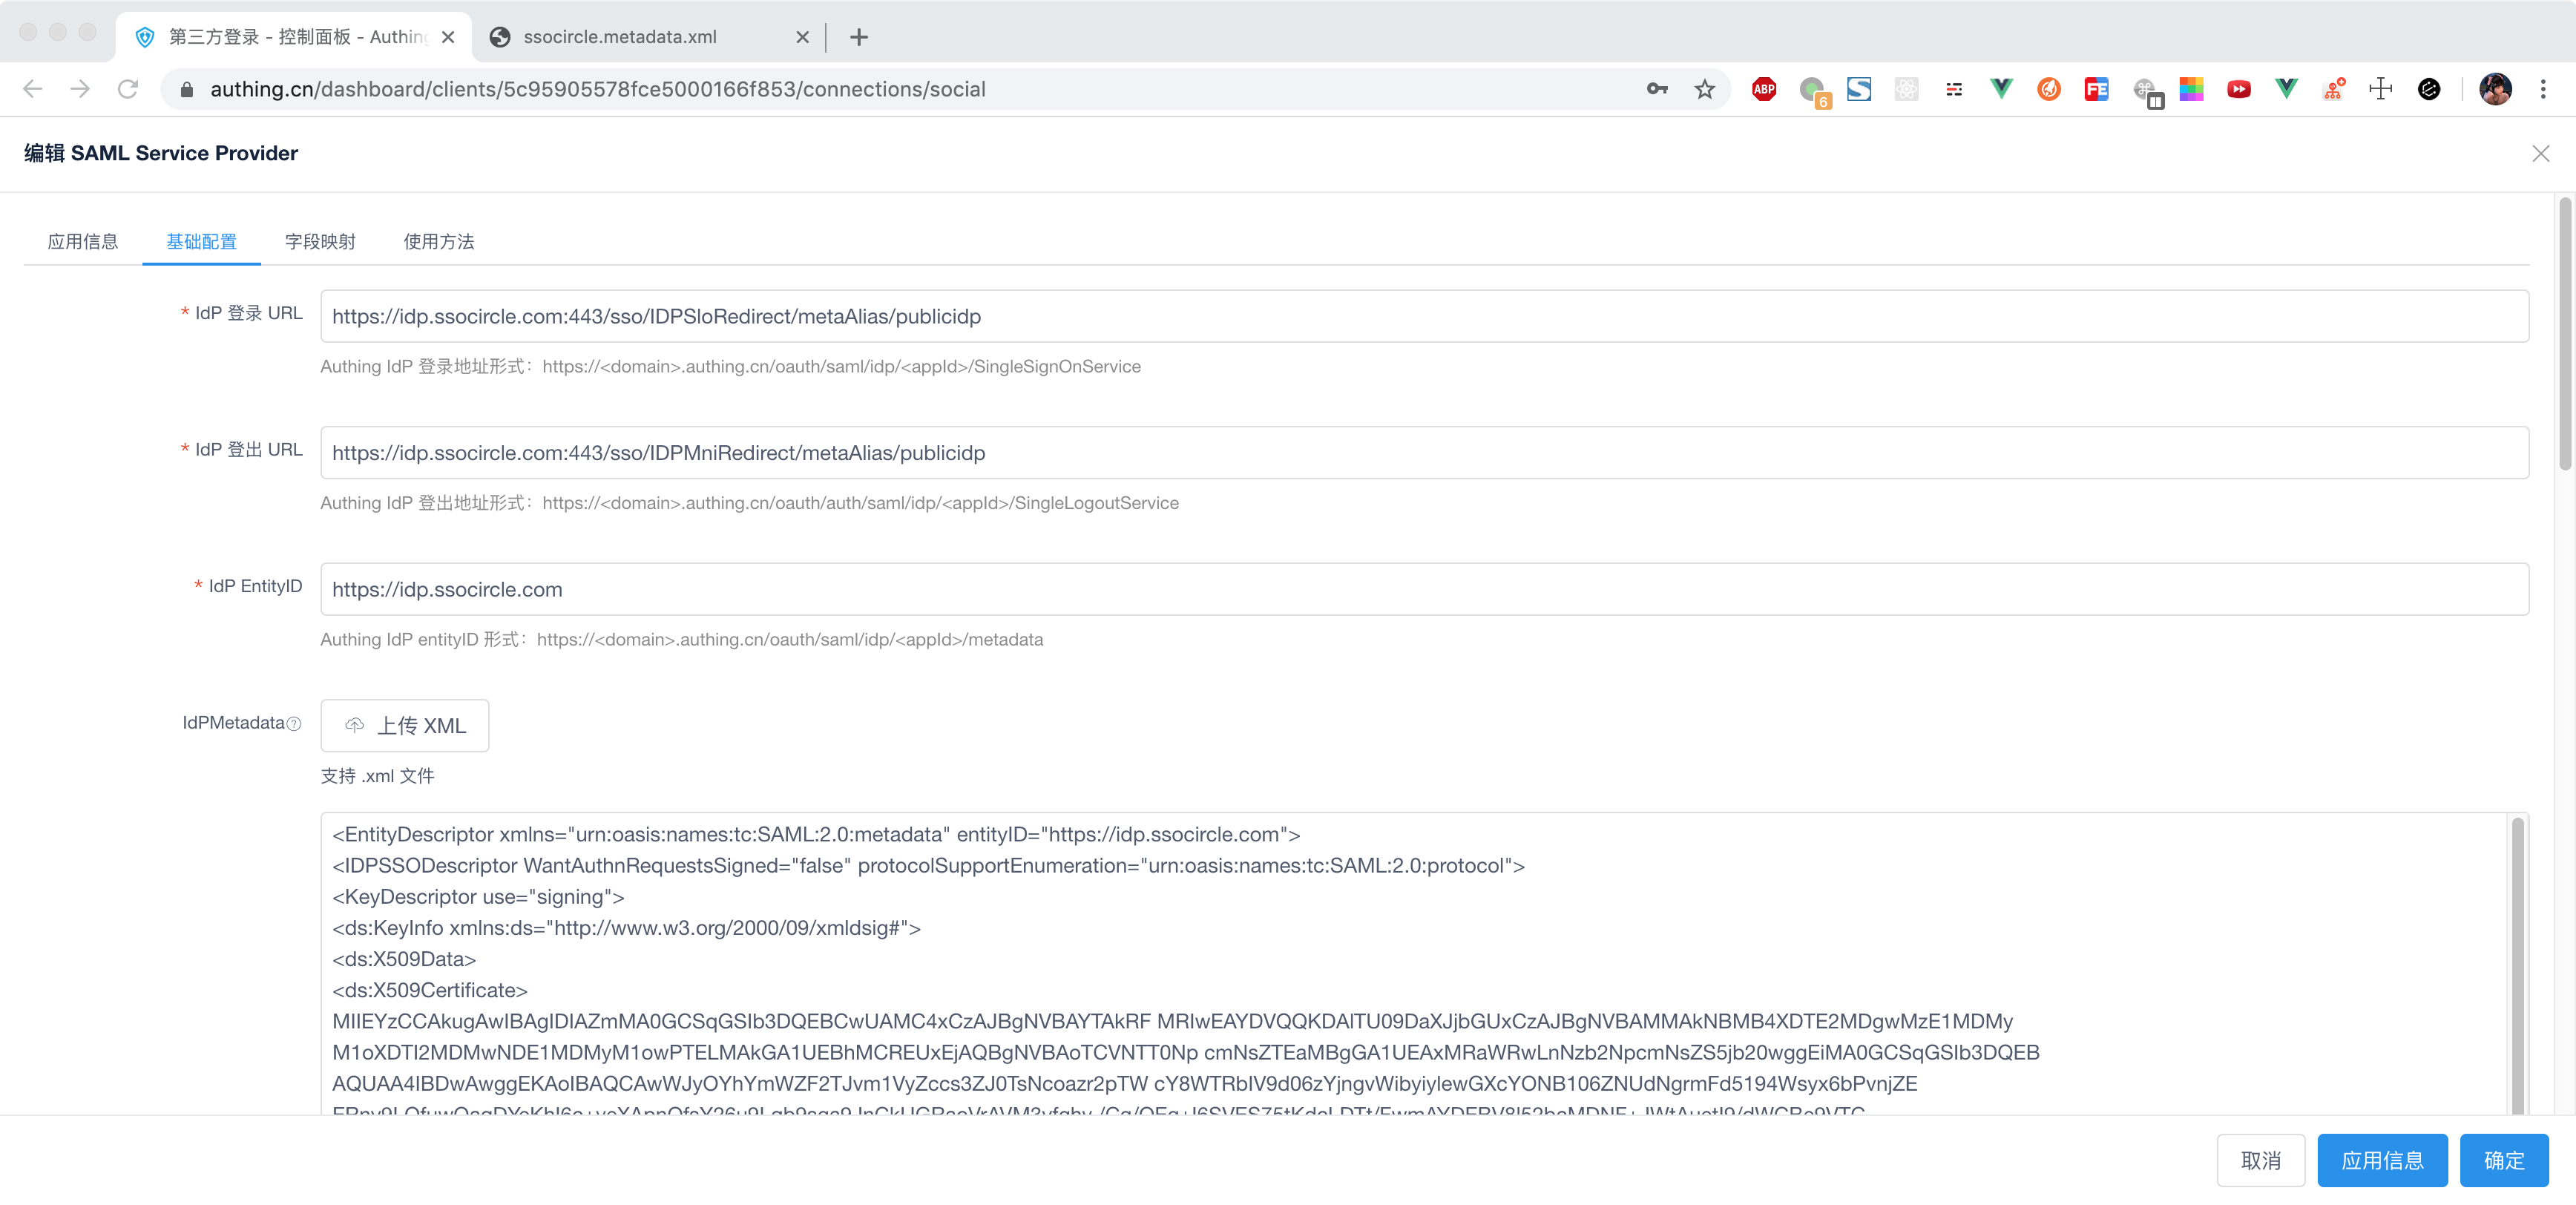 第三方登录 - 控制面板 - Authing
ssocircle.metadata.xml
authing.cn/dashboard/clients/5c95905578fce5000166f853/connections/social
ABP
6
FE
编辑 SAML Service Provider
应用信息 基础配置 字段映射 使用方法
* IdP 登录 URL https://idp.ssocircle.com:443/sso/IDPSloRedirect/metaAlias/publicidp
Authing IdP 登录地址形式：https://<domain>.authing.cn/oauth/saml/idp/<appId>/SingleSignOnService
* IdP 登出 URL https://idp.ssocircle.com:443/sso/IDPMniRedirect/metaAlias/publicidp
Authing IdP 登出地址形式：https://<domain>.authing.cn/oauth/auth/saml/idp/<appId>/SingleLogoutService
* IdP EntityID https://idp.ssocircle.com
Authing IdP entityID 形式：https://<domain>.authing.cn/oauth/saml/idp/<appId>/metadata
IdPMetadata? 上传 XML
支持 .xml 文件
<EntityDescriptor xmlns="urn:oasis:names:tc:SAML:2.0:metadata" entityID="https://idp.ssocircle.com">
<IDPSSODescriptor WantAuthnRequestsSigned="false" protocolSupportEnumeration="urn:oasis:names:tc:SAML:2.0:protocol">
<KeyDescriptor use="signing">
<ds:KeyInfo xmlns:ds="http://www.w3.org/2000/09/xmldsig#">
<ds:X509Data>
<ds:X509Certificate>
MIIEYzCCAkugAwIBAgIDIAZmMA0GCSqGSIb3DQEBCwUAMC4xCzAJBgNVBAYTAkRF MRIwEAYDVQQKDAlTU09DaXJjbGUxCzAJBgNVBAMMAkNBMB4XDTE2MDgwMzE1MDMy
M1oXDTI2MDMwNDE1MDMyM1owPTELMAkGA1UEBhMCREUxEjAQBgNVBAoTCVNTT0Np cmNsZTEaMBgGA1UEAxMRaWRwLnNzb2NpcmNsZS5jb20wggEiMA0GCSqGSIb3DQEB
AQUAA4IBDwAwggEKAoIBAQCAwWJyOYhYmWZF2TJvm1VyZccs3ZJ0TsNcoazr2pTW cY8WTRbIV9d06zYjngvWibyiylewGXcYONB106ZNUdNgrmFd5194Wsyx6bPvnjZE
取消 应用信息 确定